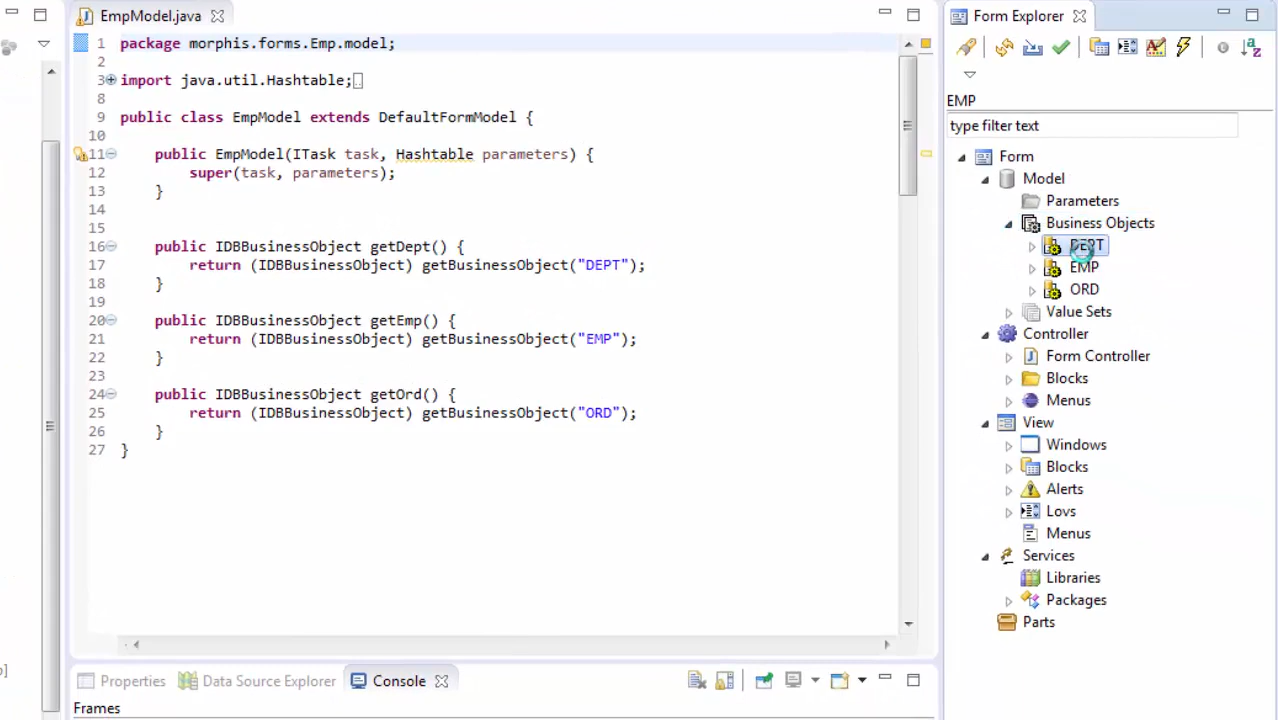 EmpModel.java
1 package morphis.forms.Emp.model;
2
3 import java.util.Hashtable;
8
9 public class EmpModel extends DefaultFormModel {
10
11 public EmpModel(ITask task, Hashtable parameters) {
12 super(task, parameters);
13 }
14
15
16 public IDBBusinessObject getDept() {
17 return (IDBBusinessObject) getBusinessObject("DEPT");
18 }
19
20 public IDBBusinessObject getEmp() {
21 return (IDBBusinessObject) getBusinessObject("EMP");
22 }
23
24 public IDBBusinessObject getOrd() {
25 return (IDBBusinessObject) getBusinessObject("ORD");
26 }
27 }
p]
Properties
Data Source Explorer
Console
Frames
Form Explorer
EMP
type filter text
Form
Model
Parameters
Business Objects
DEPT
EMP
ORD
Value Sets
Controller
Form Controller
Blocks
Menus
View
Windows
Blocks
Alerts
Lovs
Menus
Services
Libraries
Packages
Parts